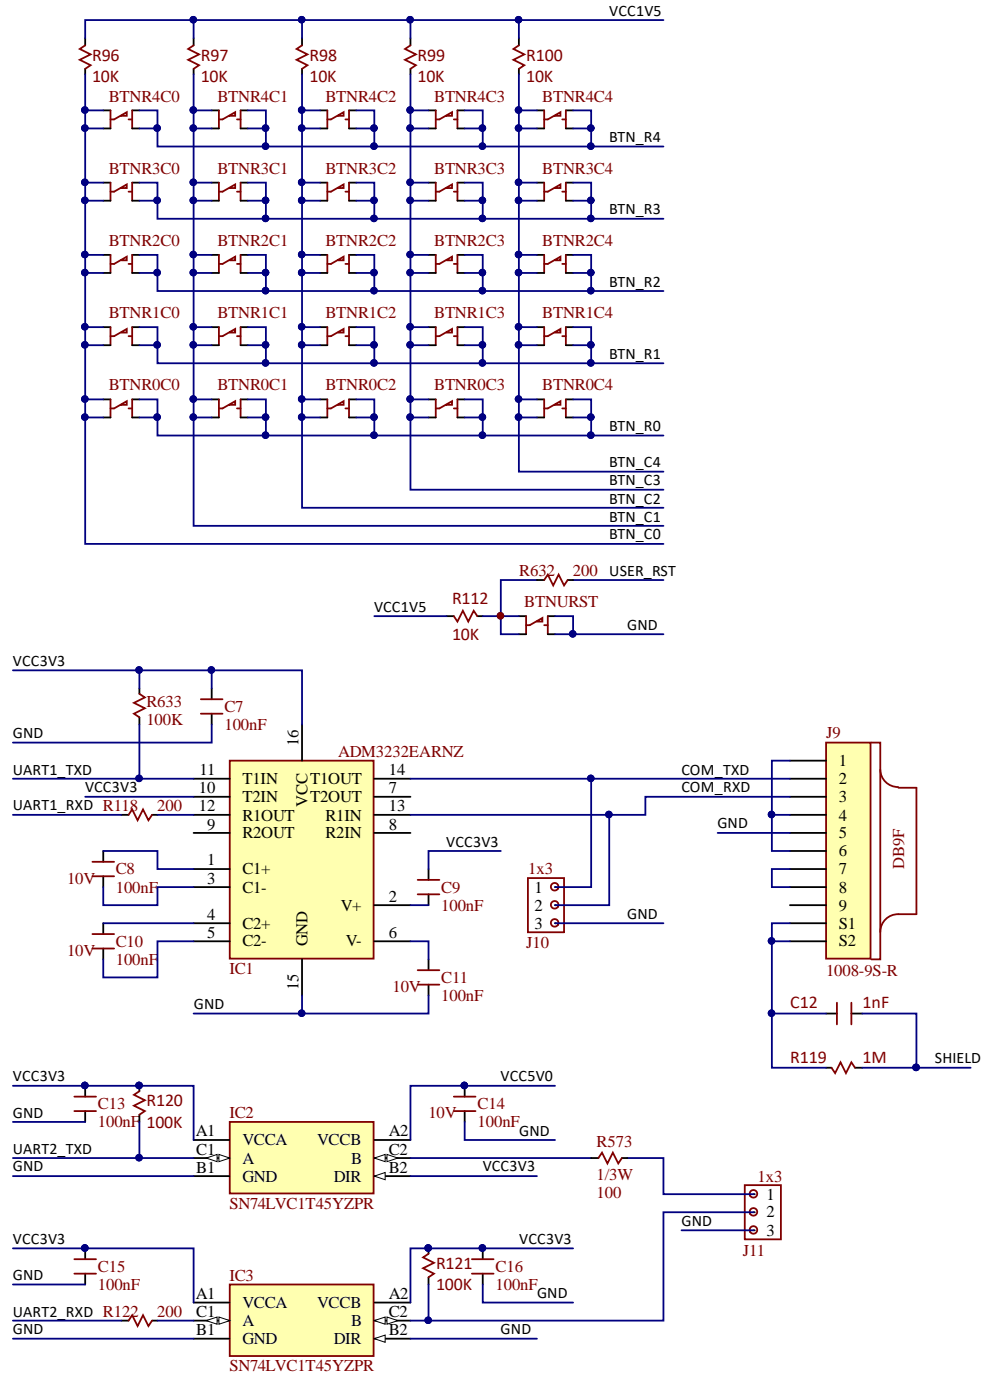 VCC1V5
R96 R97 R98 R99 R100
10K 10K 10K 10K 10K
BTNR4C0 BTNR4C1 BTNR4C2 BTNR4C3 BTNR4C4
BTN_R4
BTNR3C0 BTNR3C1 BTNR3C2 BTNR3C3 BTNR3C4
BTN_R3
BTNR2C0 BTNR2C1 BTNR2C2 BTNR2C3 BTNR2C4
BTN_R2
BTNR1C0 BTNR1C1 BTNR1C2 BTNR1C3 BTNR1C4
BTN_R1
BTNR0C0 BTNR0C1 BTNR0C2 BTNR0C3 BTNR0C4
BTN_R0
BTN_C4
BTN_C3
BTN_C2
BTN_C1
BTN_C0
R632 200 USER_RST
VCC1V5 R112 BTNURST
10K GND
VCC3V3
R633 C7
100K 100nF
GND
16
ADM3232EARNZ
UART1_TXD 11 T1IN VCC T1OUT 14 COM_TXD
VCC3V3 10 T2IN T2OUT 7 COM_RXD
UART1_RXD R118 200 12 R1OUT R1IN 13
9 R2OUT R2IN 8
GND
VCC3V3
1 C1+
C8
10V 100nF
3 C1-
V+ 2
C9
100nF
4 C2+
5 C2-
C10
10V 100nF
GND
V- 6
IC1
15
C11
10V 100nF
GND
1x3
1
2
3
J10
GND
J9
1
2
3
4
5
6
7
8
9
S1
S2
DB9F
1008-9S-R
C12 1nF
R119 1M SHIELD
VCC3V3 VCC5V0
C13 R120 C14
100nF 100K 10V 100nF
GND GND
IC2
A1 VCCA VCCB A2
UART2_TXD C1 A B C2
GND B1 GND DIR B2 VCC3V3
SN74LVC1T45YZPR
R573
1/3W
100
1x3
1
2
GND 3
J11
VCC3V3 VCC3V3
C15 R121 C16
100nF 100K 100nF
GND GND
IC3
A1 VCCA VCCB A2
UART2_RXD R122 200 C1 A B C2
GND B1 GND DIR B2 GND
SN74LVC1T45YZPR